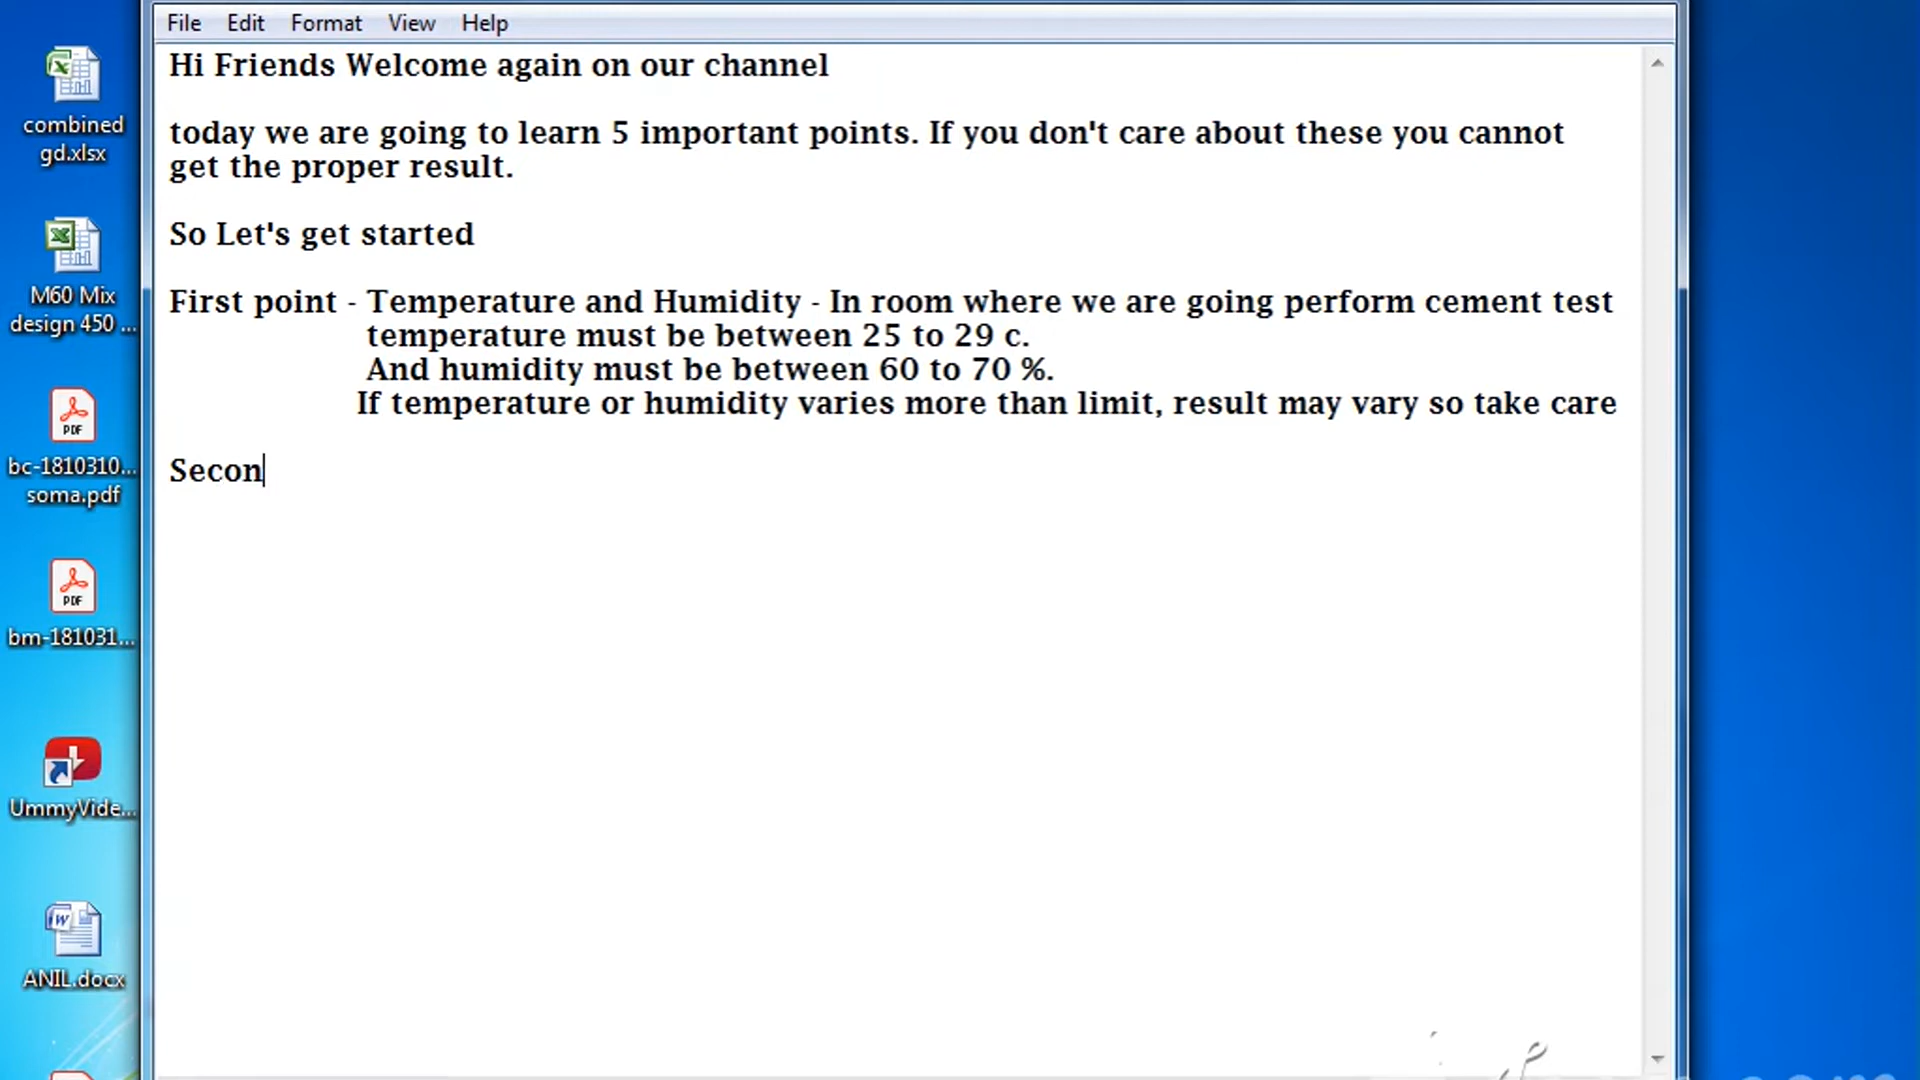 File Edit Format View Help
Hi Friends Welcome again on our channel
today we are going to learn 5 important points. If you don't care about these you cannot
get the proper result.
So Let's get started
First point - Temperature and Humidity - In room where we are going perform cement test
temperature must be between 25 to 29 c.
And humidity must be between 60 to 70 %.
If temperature or humidity varies more than limit, result may vary so take care
Secon
combined
gd.xlsx
M60 Mix
design 450 ...
bc-1810310...
soma.pdf
bm-181031...
UmmyVide...
ANIL.docx